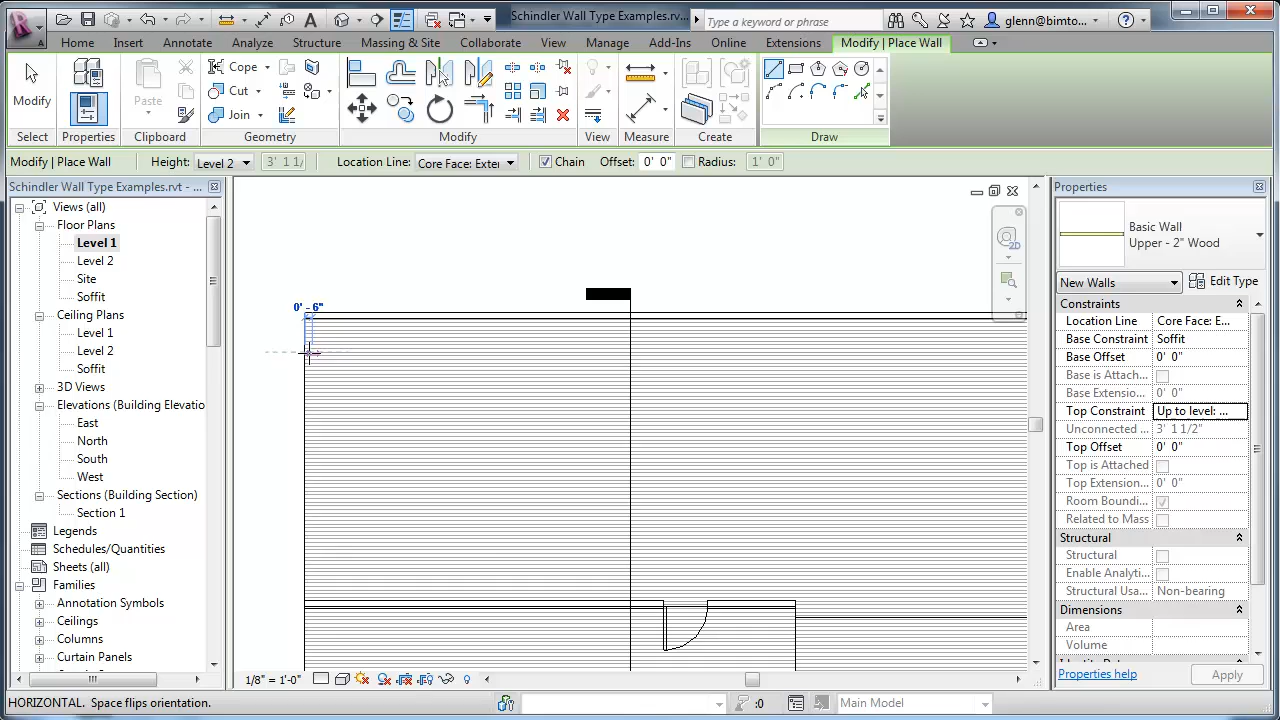 Schindler Wall Type Examples.rv...
Type a keyword or phrase
glenn@bimto...
Home Insert Annotate Analyze Structure Massing & Site Collaborate View Manage Add-Ins Online Extensions Modify | Place Wall
Modify
Properties
Paste
Cope
Cut
Join
Select Properties Clipboard Geometry Modify View Measure Create Draw
Modify | Place Wall Height: Level 2 3' 1 1/ Location Line: Core Face: Exter Chain Offset: 0' 0" Radius: 1' 0"
Schindler Wall Type Examples.rvt - ...
Views (all)
Floor Plans
Level 1
Level 2
Site
Soffit
Ceiling Plans
Level 1
Level 2
Soffit
3D Views
Elevations (Building Elevatio
East
North
South
West
Sections (Building Section)
Section 1
Legends
Schedules/Quantities
Sheets (all)
Families
Annotation Symbols
Ceilings
Columns
Curtain Panels
2D
0' - 6"
1/8" = 1'-0"
Properties
Basic Wall
Upper - 2" Wood
New Walls Edit Type
Constraints
Location Line Core Face: E...
Base Constraint Soffit
Base Offset 0' 0"
Base is Attach...
Base Extensio... 0' 0"
Top Constraint Up to level: ...
Unconnected ... 3' 1 1/2"
Top Offset 0' 0"
Top is Attached
Top Extension... 0' 0"
Room Boundi...
Related to Mass
Structural
Structural
Enable Analyti...
Structural Usa... Non-bearing
Dimensions
Area
Volume
Properties help Apply
HORIZONTAL. Space flips orientation. :0 Main Model